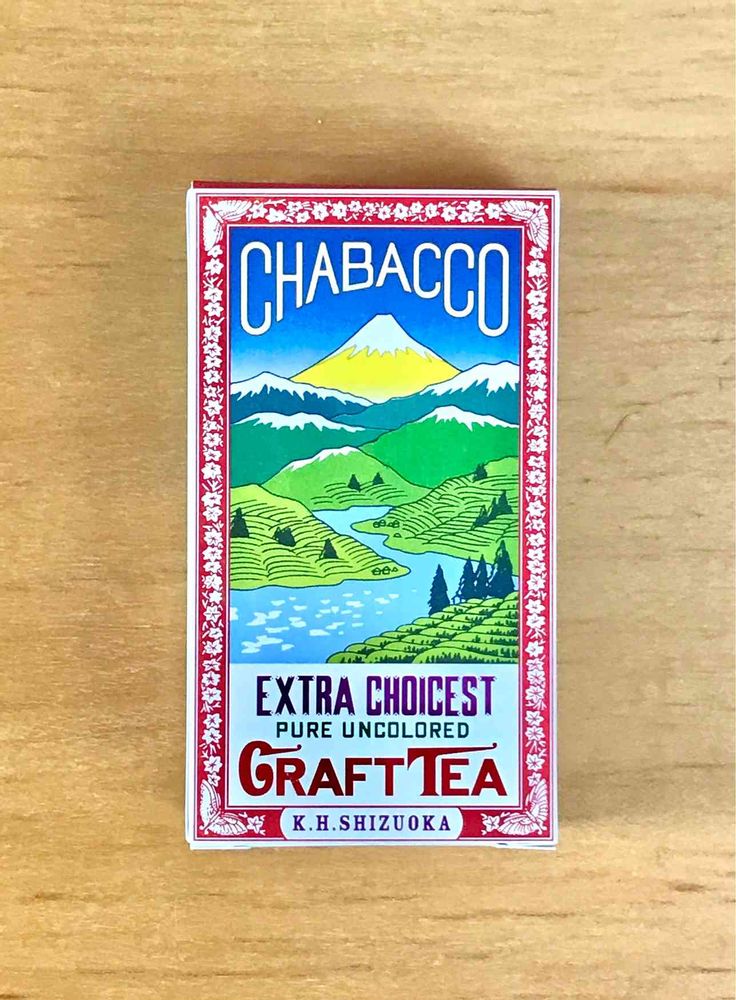 CHABACCO
EXTRA CHOICEST
PURE UNCOLORED
CRAFT TEA
K.H.SHIZUOKA